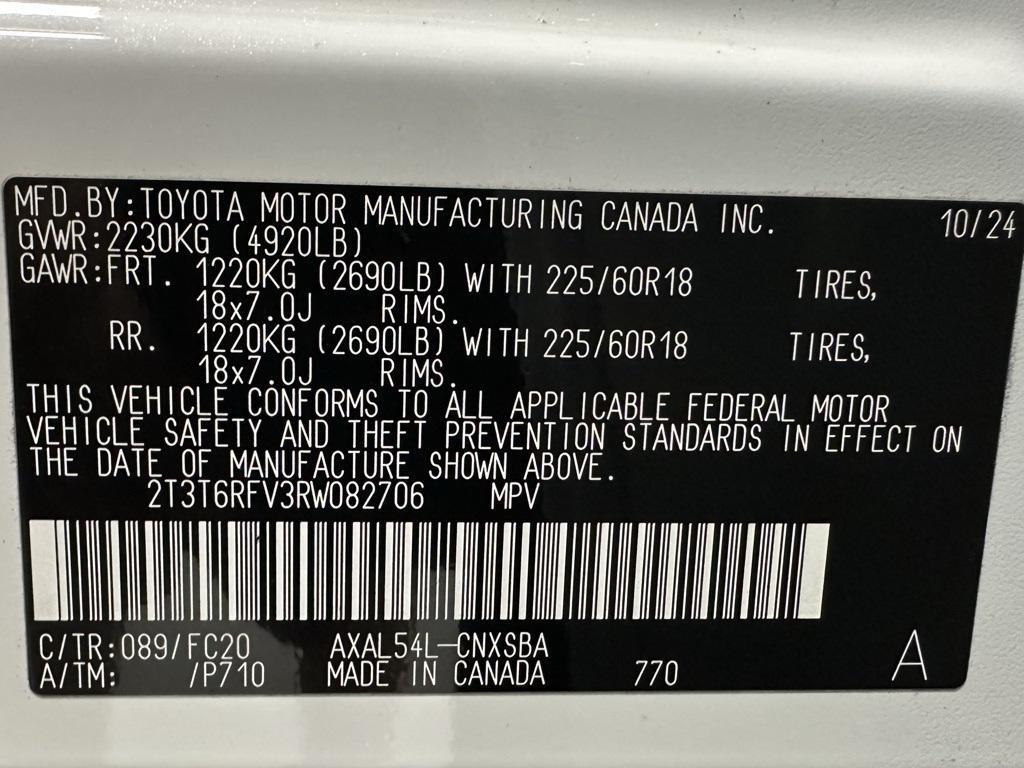 MFD.BY:TOYOTA MOTOR MANUFACTURING CANADA INC. 10/24
GVWR:2230KG (4920LB)
GAWR:FRT. 1220KG (2690LB) WITH 225/60R18 TIRES,
18x7.0J RIMS.
RR. 1220KG (2690LB) WITH 225/60R18 TIRES,
18x7.0J RIMS.
THIS VEHICLE CONFORMS TO ALL APPLICABLE FEDERAL MOTOR
VEHICLE SAFETY AND THEFT PREVENTION STANDARDS IN EFFECT ON
THE DATE OF MANUFACTURE SHOWN ABOVE.
2T3T6RFV3RW082706 MPV
C/TR:089/FC20 AXAL54L-CNXSBA
A/TM: /P710 MADE IN CANADA 770 A